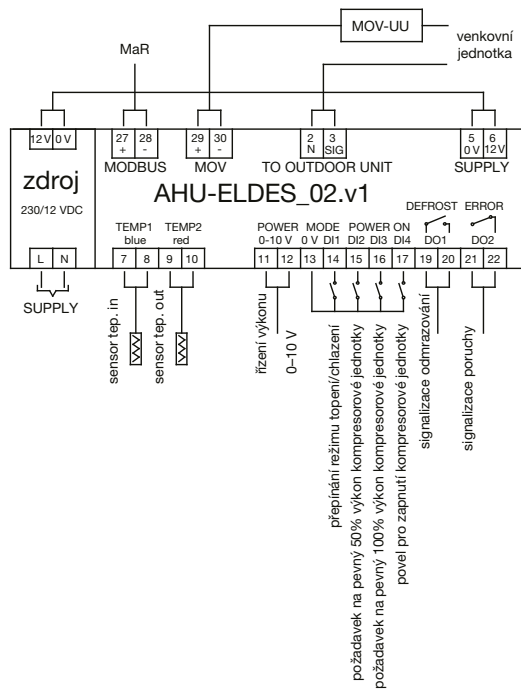 MOV-UU
venkovní
jednotka
MaR
12 V 0 V
27 28
+ -
MODBUS
29 30
+ -
MOV
2 3
N SIG
TO OUTDOOR UNIT
5 6
0 V 12 V
SUPPLY
zdroj
230/12 VDC
AHU-ELDES_02.v1
L N
SUPPLY
TEMP1 TEMP2
blue red
7 8 9 10
POWER MODE POWER ON
0-10 V 0 V DI1 DI2 DI3 DI4
11 12 13 14 15 16 17
DEFROST ERROR
DO1 DO2
19 20 21 22
sensor tep. in
sensor tep. out
řízení výkonu
0–10 V
přepínání režimu topení/chlazení
požadavek na pevný 50% výkon kompresorové jednotky
požadavek na pevný 100% výkon kompresorové jednotky
povel pro zapnutí kompresorové jednotky
signalizace odmrazování
signalizace poruchy